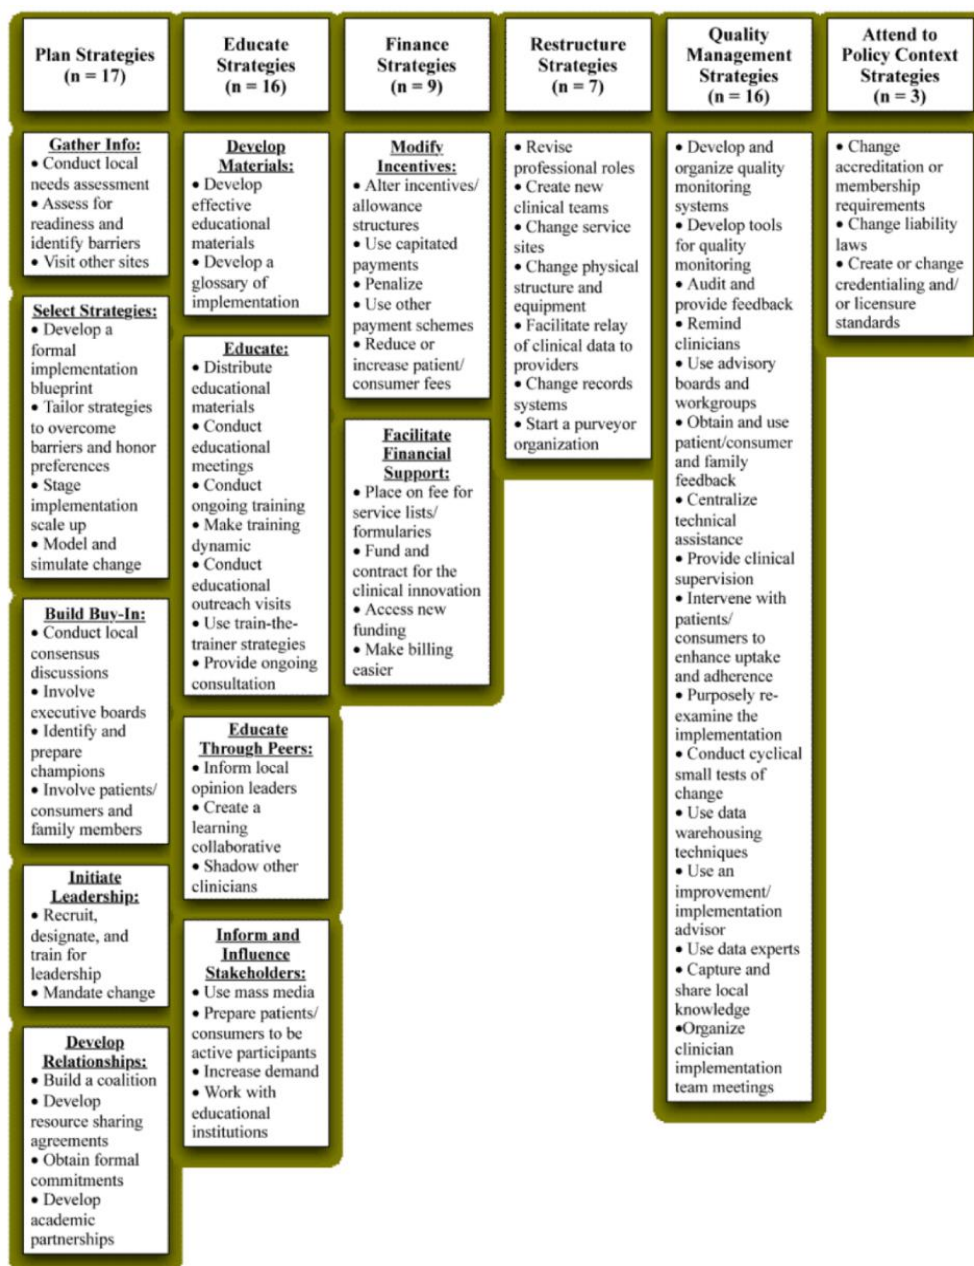 Plan Strategies
(n = 17)
Gather Info:
• Conduct local
needs assessment
• Assess for
readiness and
identify barriers
• Visit other sites
Select Strategies:
• Develop a
formal
implementation
blueprint
• Tailor strategies
to overcome
barriers and honor
preferences
• Stage
implementation
scale up
• Model and
simulate change
Build Buy-In:
• Conduct local
consensus
discussions
• Involve
executive boards
• Identify and
prepare
champions
• Involve patients/
consumers and
family members
Initiate
Leadership:
• Recruit,
designate, and
train for
leadership
• Mandate change
Develop
Relationships:
• Build a coalition
• Develop
resource sharing
agreements
• Obtain formal
commitments
• Develop
academic
partnerships
Educate
Strategies
(n = 16)
Develop
Materials:
• Develop
effective
educational
materials
• Develop a
glossary of
implementation
Educate:
• Distribute
educational
materials
• Conduct
educational
meetings
• Conduct
ongoing training
• Make training
dynamic
• Conduct
educational
outreach visits
• Use train-the-
trainer strategies
• Provide ongoing
consultation
Educate
Through Peers:
• Inform local
opinion leaders
• Create a
learning
collaborative
• Shadow other
clinicians
Inform and
Influence
Stakeholders:
• Use mass media
• Prepare patients/
consumers to be
active participants
• Increase demand
• Work with
educational
institutions
Finance
Strategies
(n = 9)
Modify
Incentives:
• Alter incentives/
allowance
structures
• Use capitated
payments
• Penalize
• Use other
payment schemes
• Reduce or
increase patient/
consumer fees
Facilitate
Financial
Support:
• Place on fee for
service lists/
formularies
• Fund and
contract for the
clinical innovation
• Access new
funding
• Make billing
easier
Restructure
Strategies
(n = 7)
• Revise
professional roles
• Create new
clinical teams
• Change service
sites
• Change physical
structure and
equipment
• Facilitate relay
of clinical data to
providers
• Change records
systems
• Start a purveyor
organization
Quality
Management
Strategies
(n = 16)
• Develop and
organize quality
monitoring
systems
• Develop tools
for quality
monitoring
• Audit and
provide feedback
• Remind
clinicians
• Use advisory
boards and
workgroups
• Obtain and use
patient/consumer
and family
feedback
• Centralize
technical
assistance
• Provide clinical
supervision
• Intervene with
patients/
consumers to
enhance uptake
and adherence
• Purposely re-
examine the
implementation
• Conduct cyclical
small tests of
change
• Use data
warehousing
techniques
• Use an
improvement/
implementation
advisor
• Use data experts
• Capture and
share local
knowledge
•Organize
clinician
implementation
team meetings
Attend to
Policy Context
Strategies
(n = 3)
• Change
accreditation or
membership
requirements
• Change liability
laws
• Create or change
credentialing and/
or licensure
standards